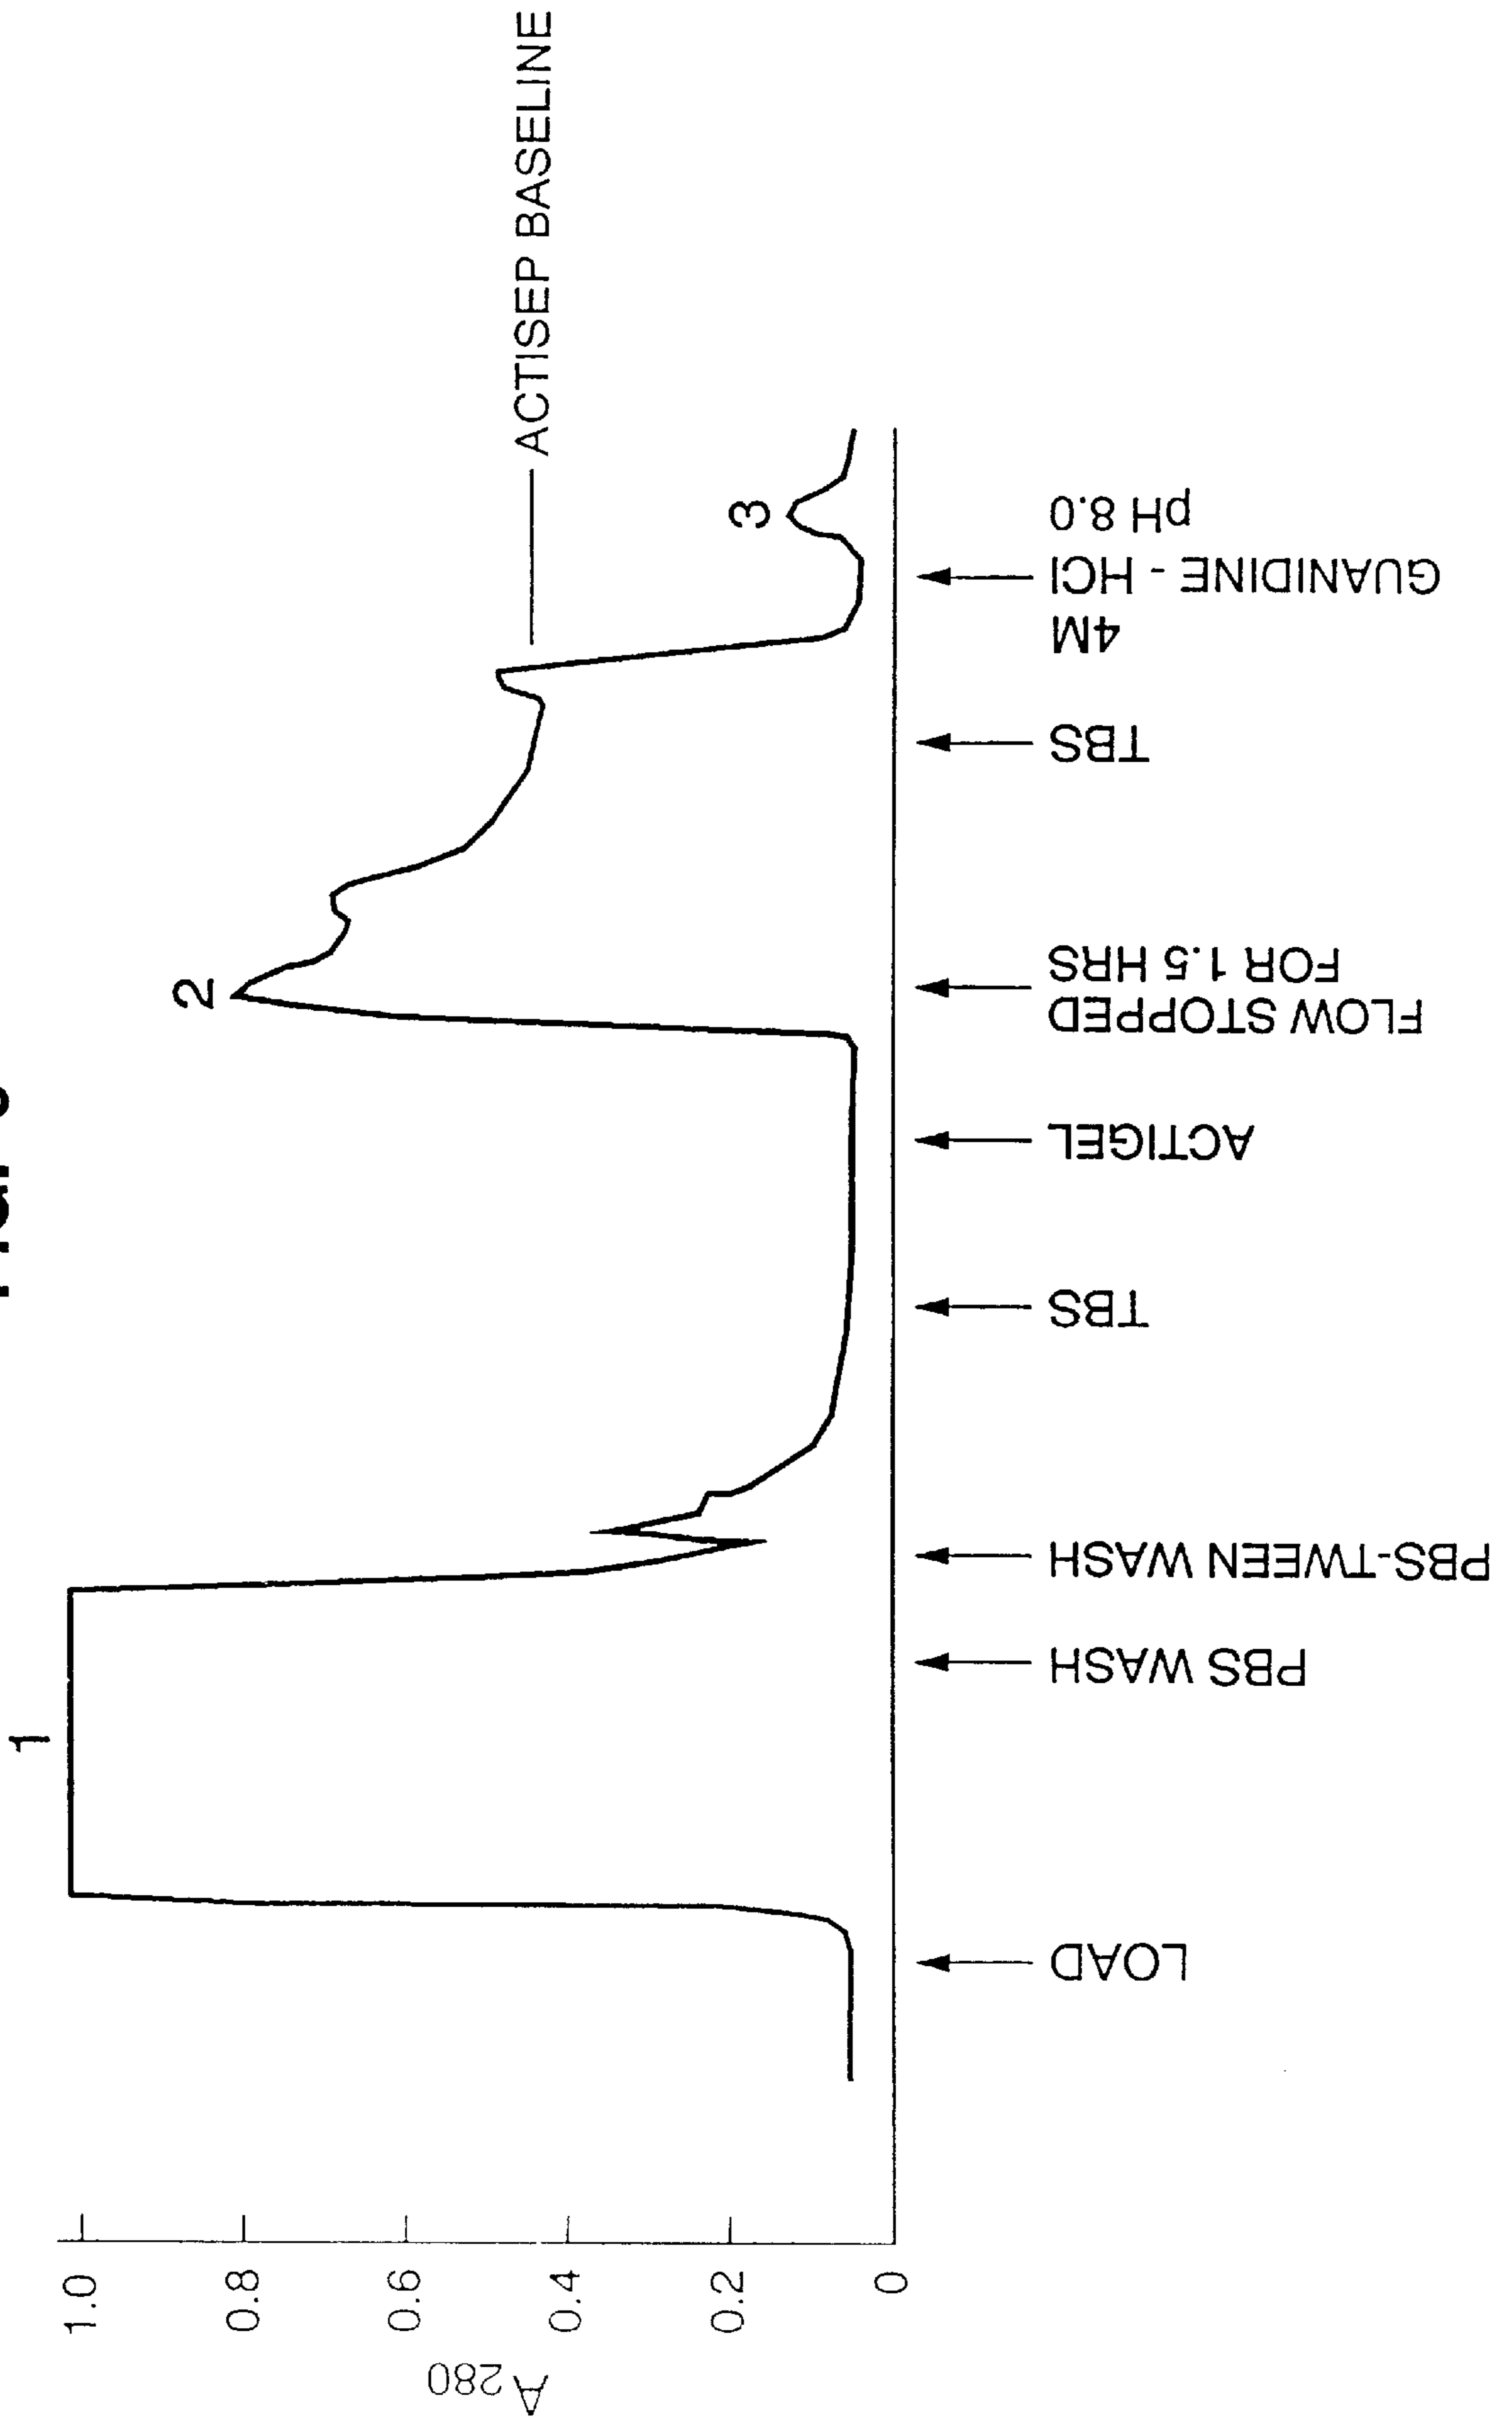 1
2
3
ACTISEP BASELINE
1.0
0.8
0.6
0.4
0.2
0
A280
LOAD
PBS WASH
PBS-TWEEN WASH
TBS
ACTIGEL
FLOW STOPPED
FOR 1.5 HRS
TBS
4M
GUANIDINE - HCl
pH 8.0